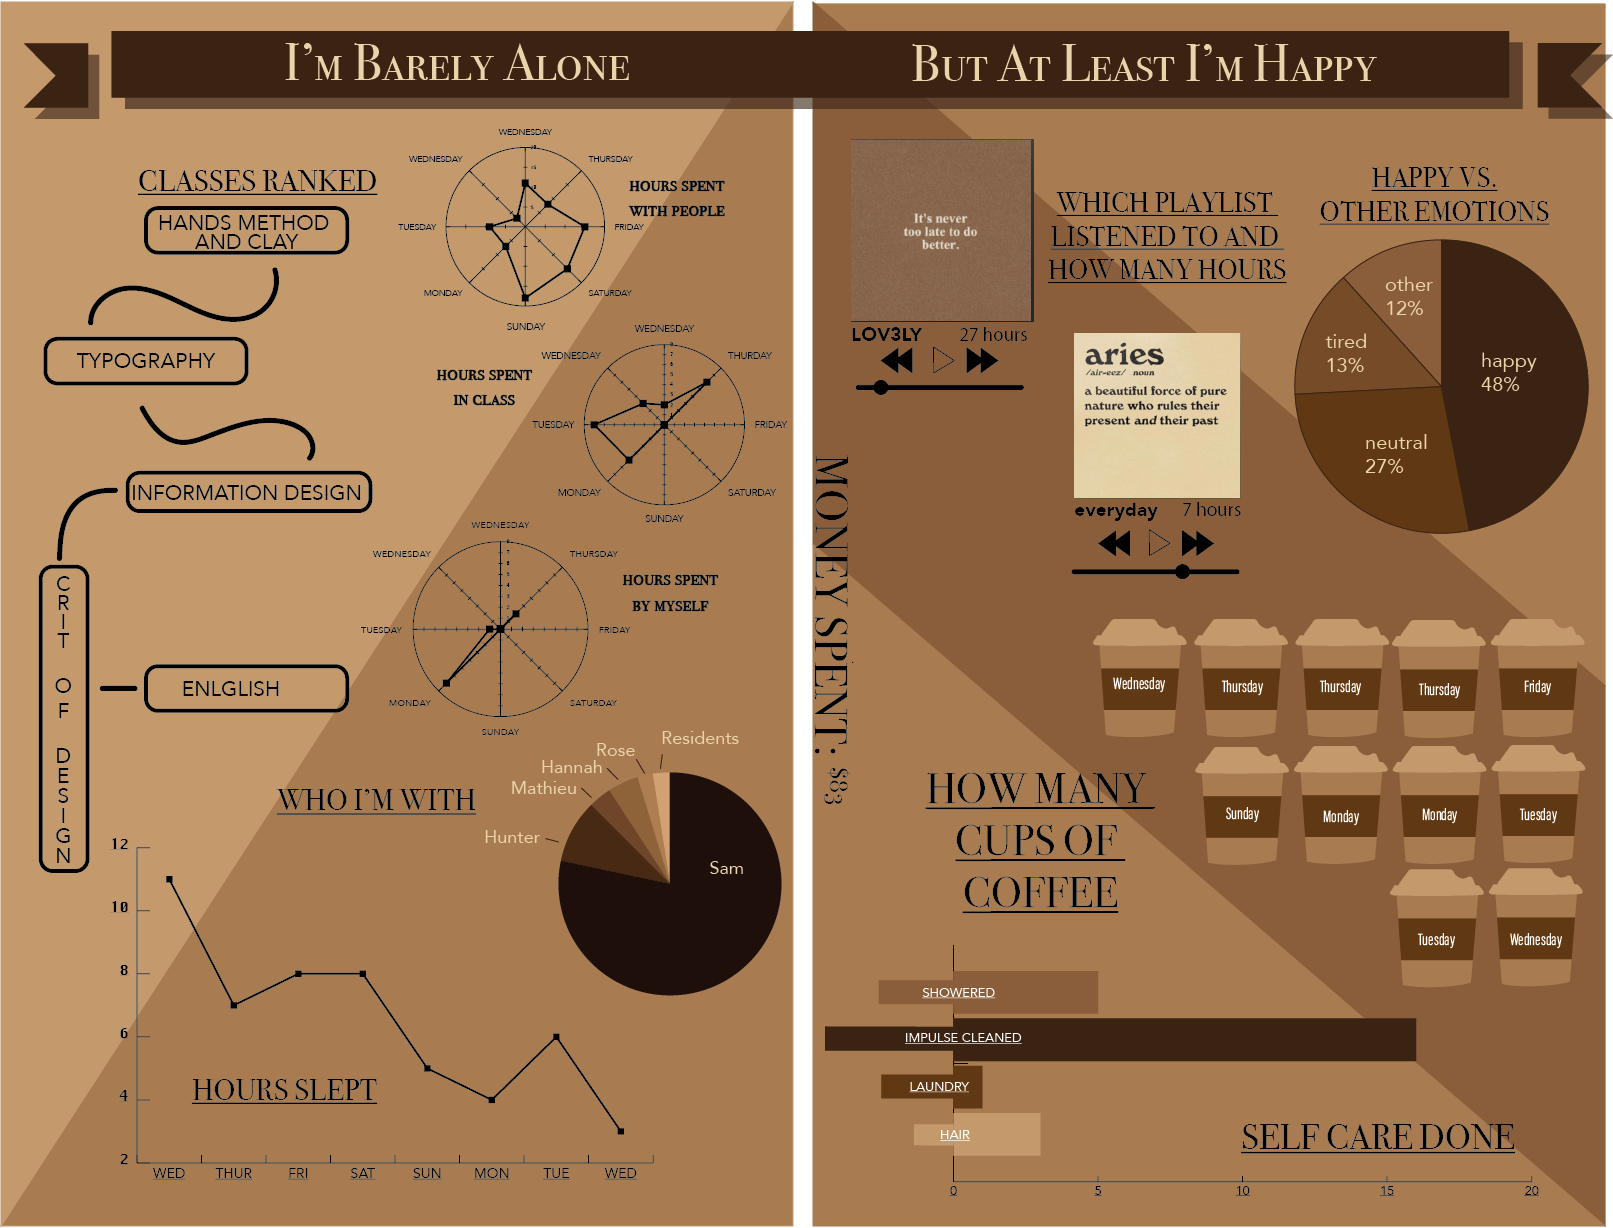 I'm Barely Alone
But At Least I'm Happy
CLASSES RANKED
HANDS METHOD
AND CLAY
TYPOGRAPHY
INFORMATION DESIGN
CRIT OF DESIGN
ENLGLISH
WEDNESDAY
WEDNESDAY
THURSDAY
TUESDAY
FRIDAY
MONDAY
SATURDAY
SUNDAY
HOURS SPENT
WITH PEOPLE
WEDNESDAY
WEDNESDAY
THURDAY
TUESDAY
FRIDAY
MONDAY
SATURDAY
SUNDAY
HOURS SPENT
IN CLASS
WEDNESDAY
WEDNESDAY
THURSDAY
TUESDAY
FRIDAY
MONDAY
SATURDAY
SUNDAY
HOURS SPENT
BY MYSELF
WHO I'M WITH
Residents
Rose
Hannah
Mathieu
Hunter
Sam
12
10
8
6
4
2
HOURS SLEPT
WED THUR FRI SAT SUN MON TUE WED
It's never
too late to do
better.
LOV3LY 27 hours
WHICH PLAYLIST
LISTENED TO AND
HOW MANY HOURS
aries
/air-eez/ noun
a beautiful force of pure
nature who rules their
present and their past
everyday 7 hours
HAPPY VS.
OTHER EMOTIONS
other
12%
tired
13%
happy
48%
neutral
27%
MONEY SPENT: $83
HOW MANY
CUPS OF
COFFEE
Wednesday Thursday Thursday Thursday Friday
Sunday Monday Monday Tuesday
Tuesday Wednesday
SHOWERED
IMPULSE CLEANED
LAUNDRY
HAIR
SELF CARE DONE
0 5 10 15 20